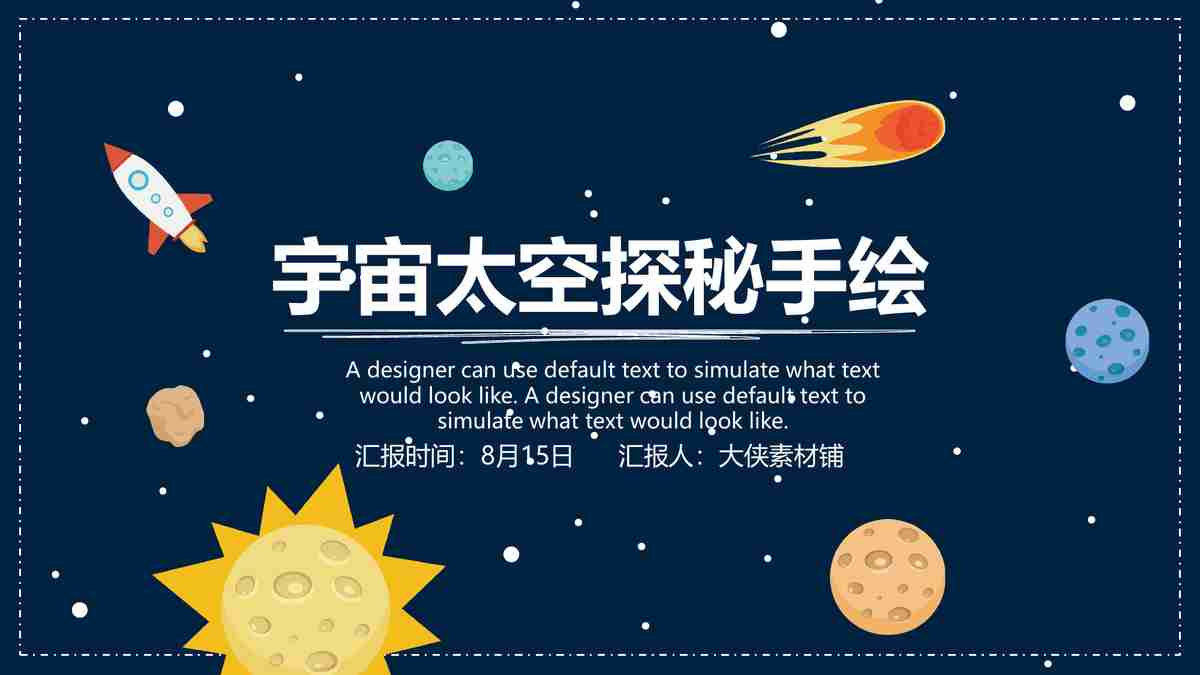 宇宙太空探秘手绘
A designer can use default text to simulate what text
would look like. A designer can use default text to
simulate what text would look like.
汇报时间：8月15日 汇报人：大侠素材铺